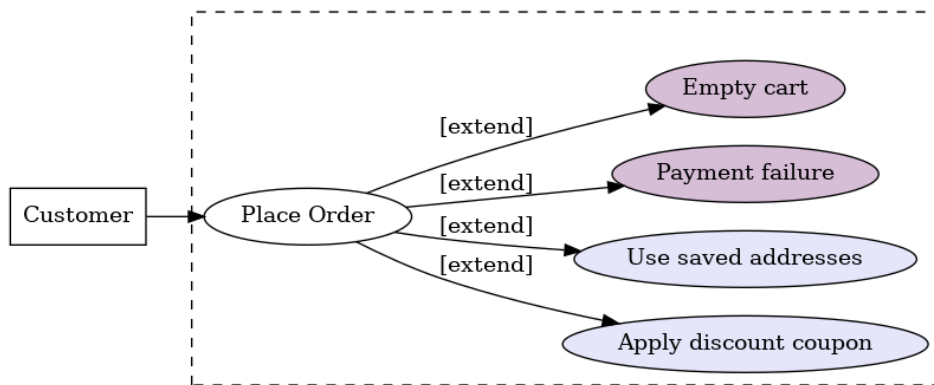 Empty cart
[extend]
Payment failure
[extend]
Customer
Place Order
[extend]
Use saved addresses
[extend]
Apply discount coupon